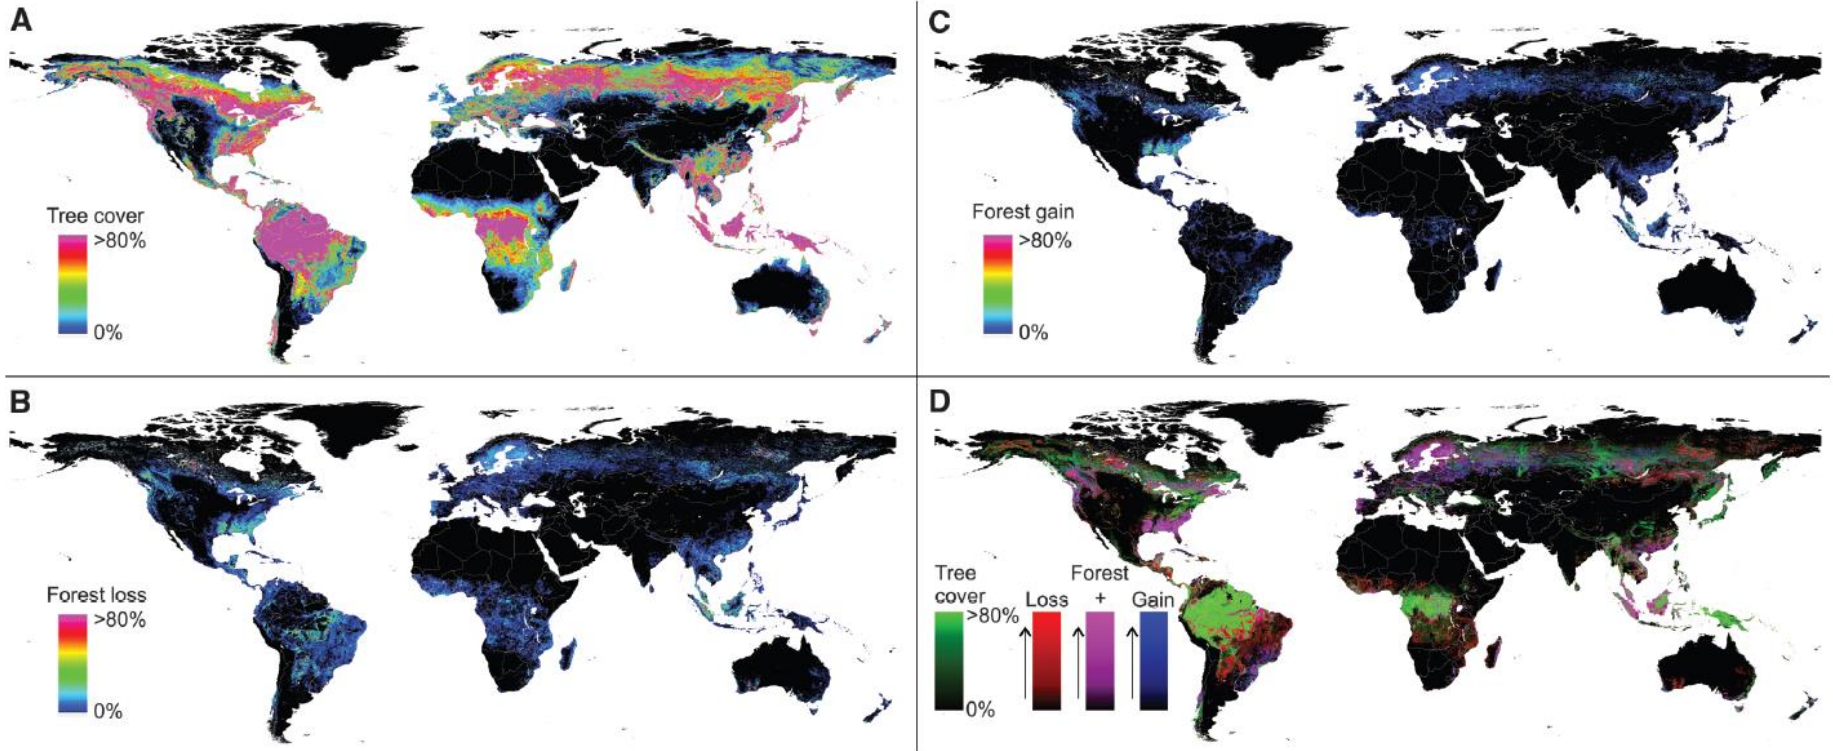 A
Tree cover
>80%
0%
B
Forest loss
>80%
0%
C
Forest gain
>80%
0%
D
Tree
cover
>80%
0%
Forest
Loss + Gain